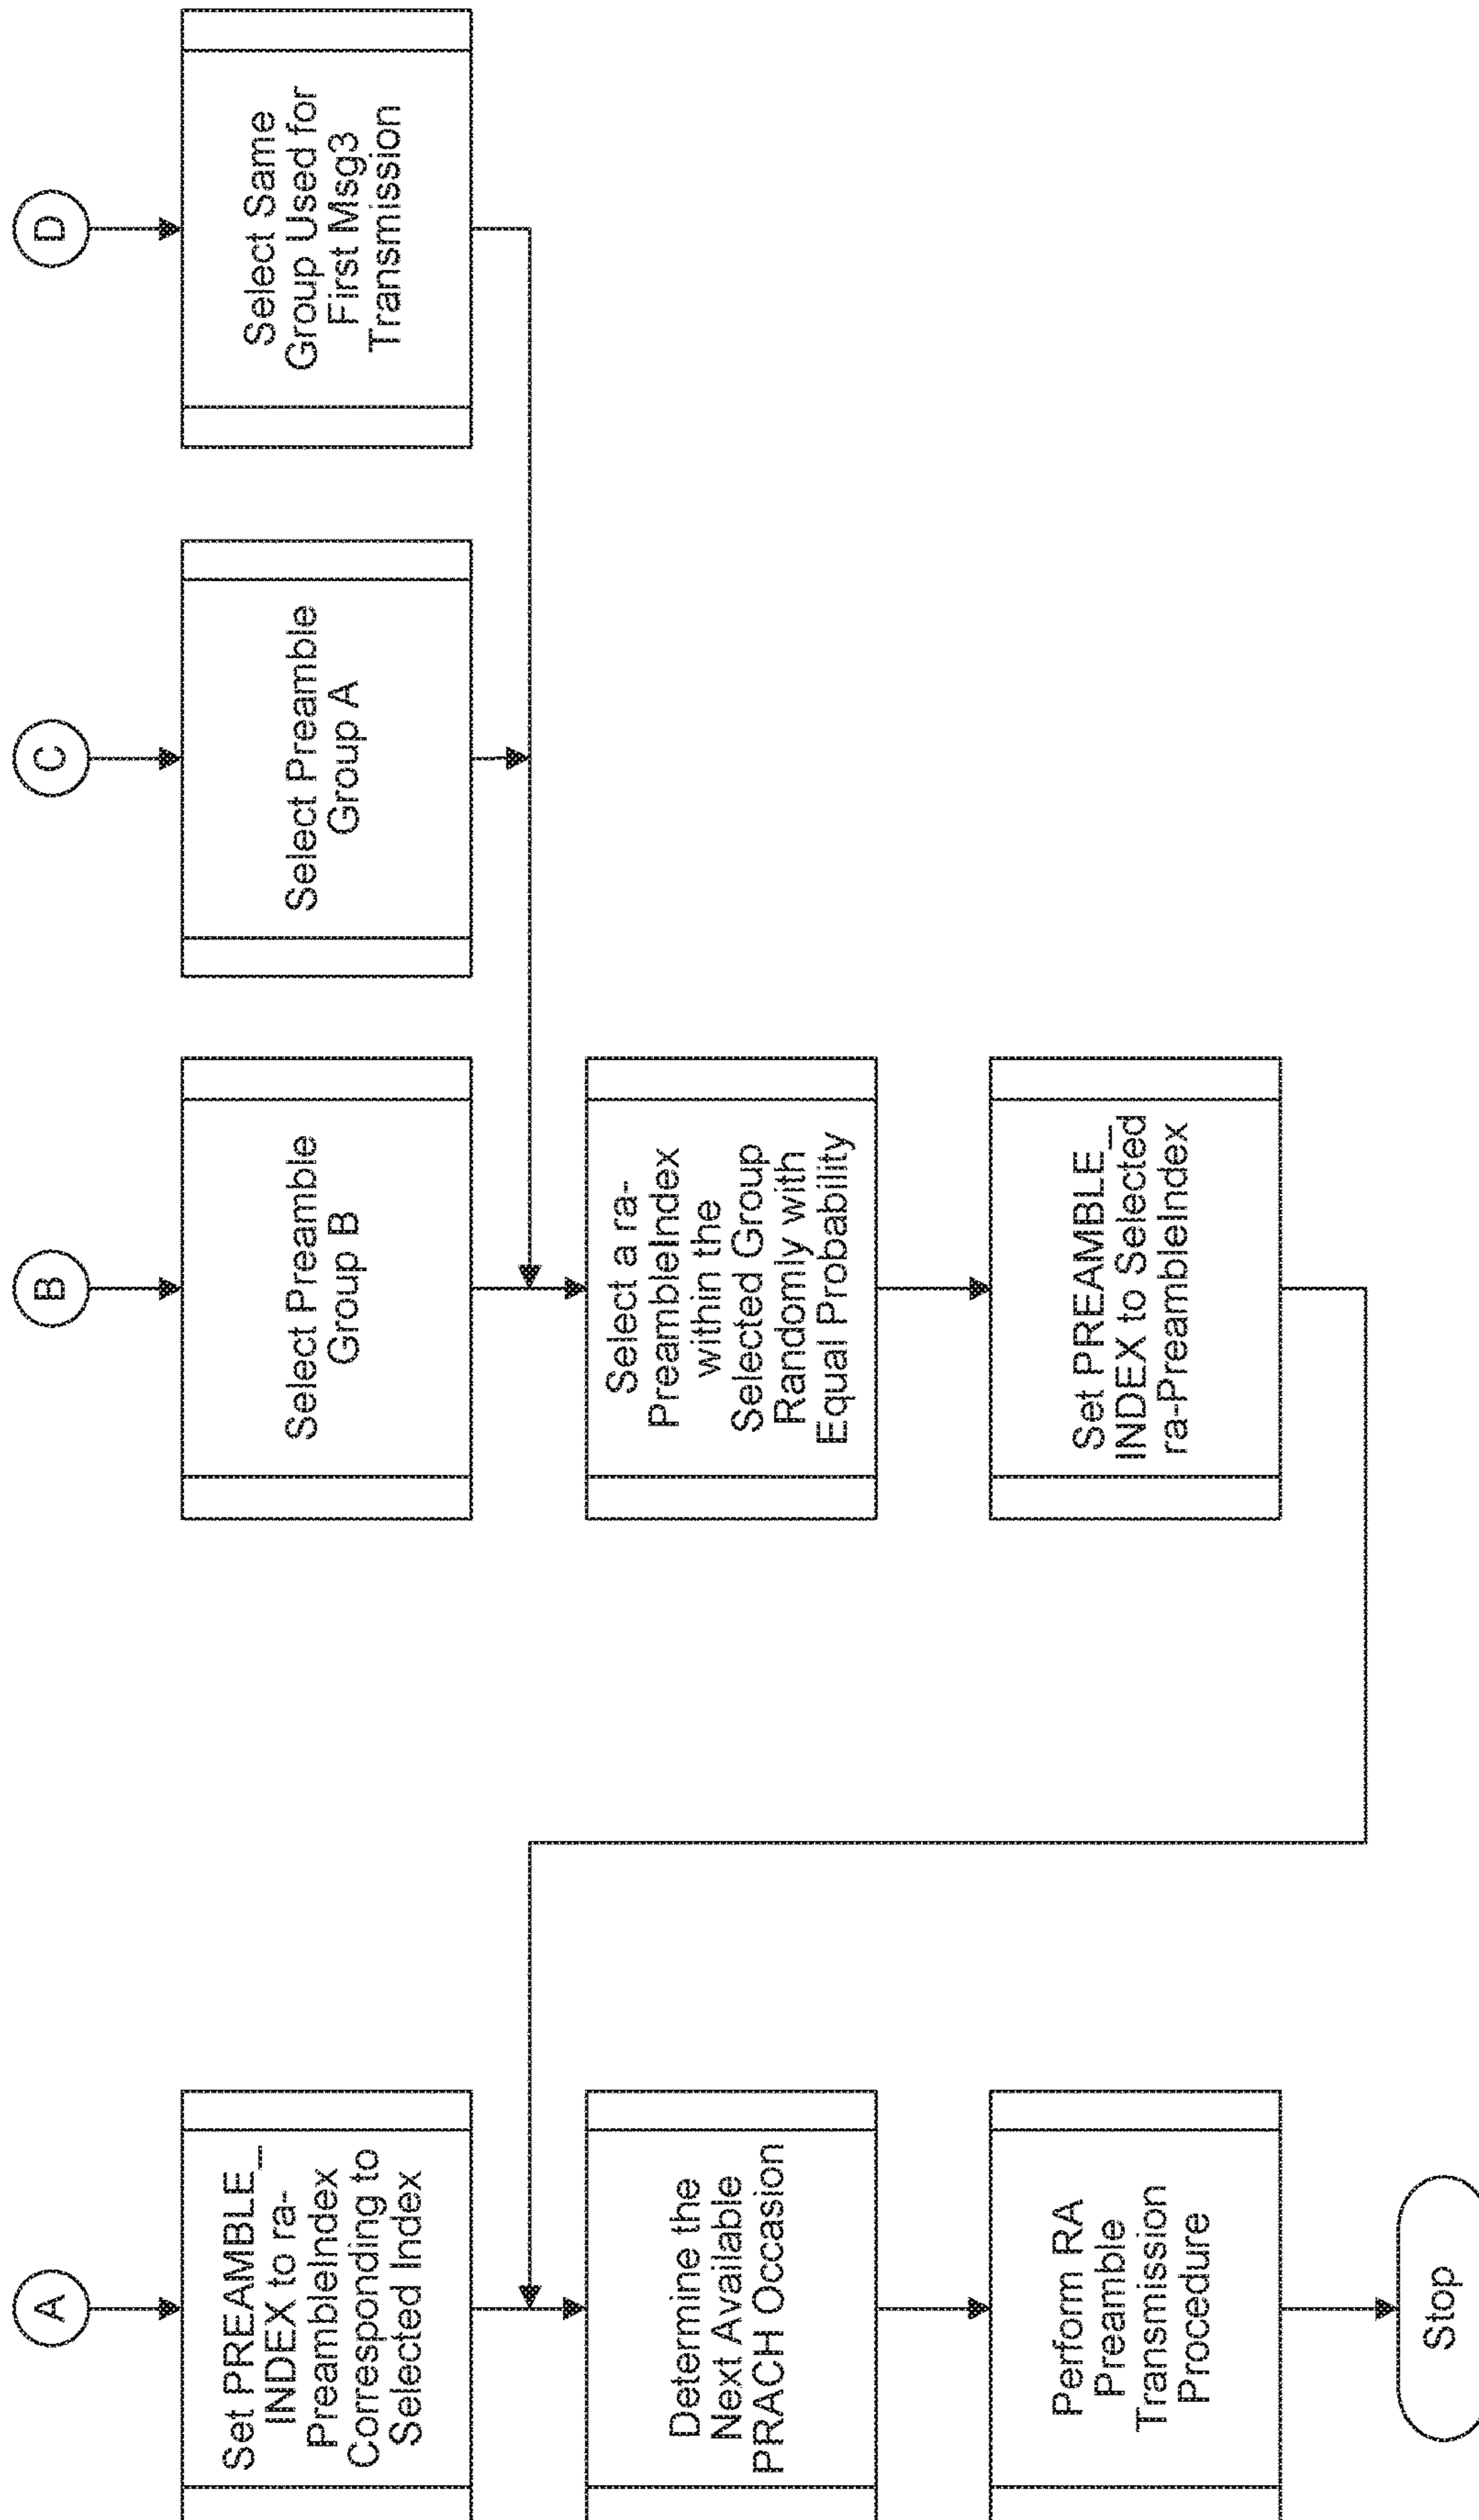 A
Set PREAMBLE_
INDEX to ra-
PreambleIndex
Corresponding to
Selected Index
Determine the
Next Available
PRACH Occasion
Perform RA
Preamble
Transmission
Procedure
Stop
B
Select Preamble
Group B
Select a ra-
PreambleIndex
within the
Selected Group
Randomly with
Equal Probability
Set PREAMBLE_
INDEX to Selected
ra-PreambleIndex
C
Select Preamble
Group A
D
Select Same
Group Used for
First Msg3
Transmission